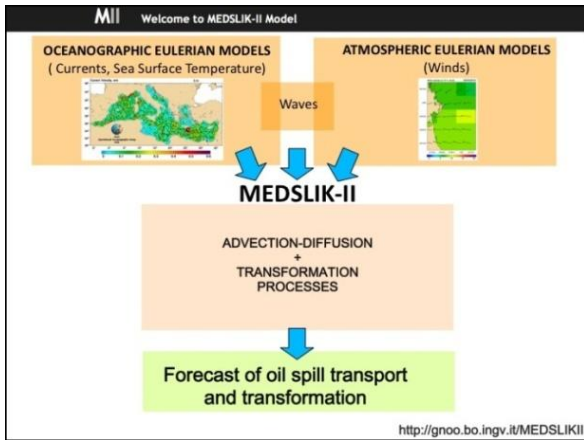 MII Welcome to MEDSLIK-II Model
OCEANOGRAPHIC EULERIAN MODELS
( Currents, Sea Surface Temperature)
ATMOSPHERIC EULERIAN MODELS
(Winds)
Waves
MEDSLIK-II
ADVECTION-DIFFUSION
+
TRANSFORMATION
PROCESSES
Forecast of oil spill transport
and transformation
http://gnoo.bo.ingv.it/MEDSLIKII